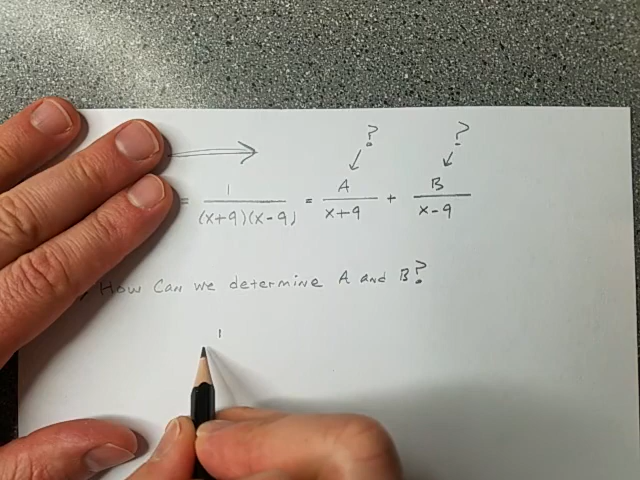 ? ?
= 1/(x+9)(x-9) = A/x+9 + B/x-9
How Can we determine A and B?
1